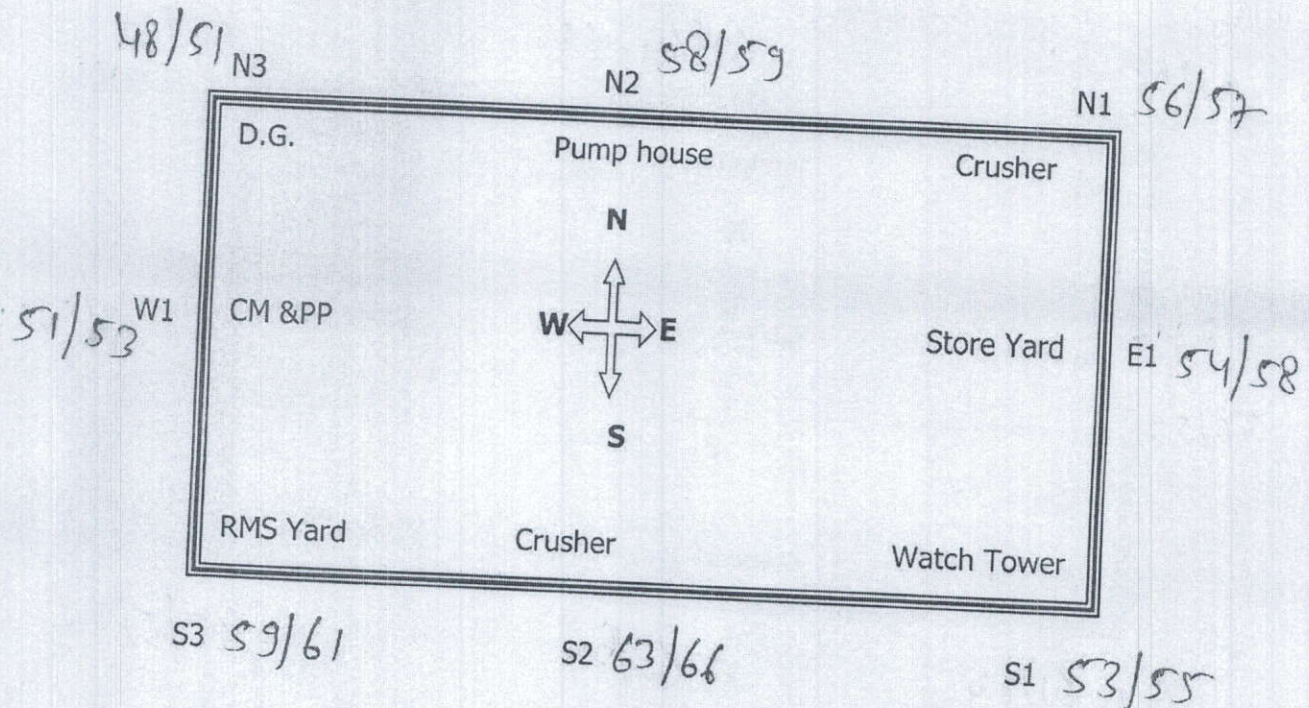 48/51 N3 N2 58/59 N1 56/57
D.G. Pump house Crusher
N
51/53 W1 CM &PP W E Store Yard E1 54/58
S
RMS Yard Crusher Watch Tower
S3 59/61 S2 63/66 S1 53/55